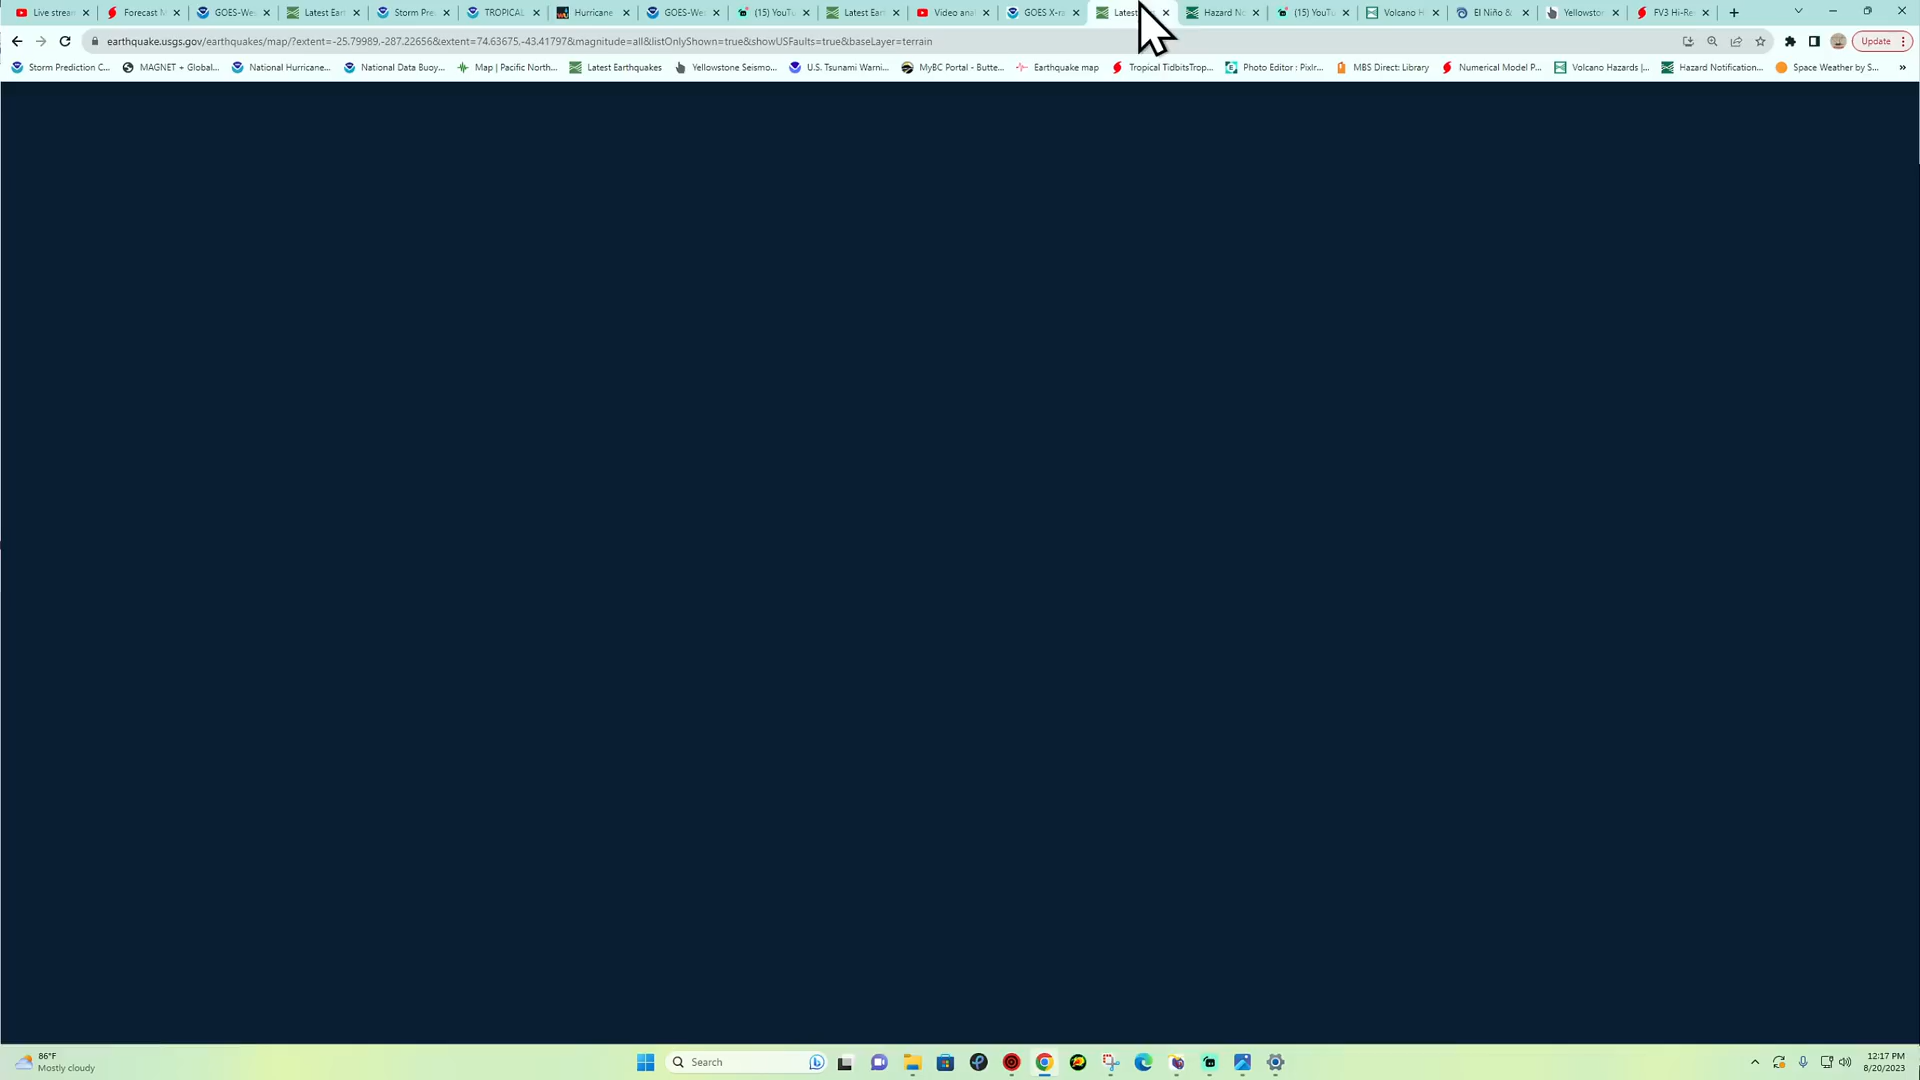 Live strea Forecast M GOES-We Latest Ear Storm Pre TROPICAL Hurricane GOES-We (15) YouTu Latest Ear Video ana GOES X-ra Latest Hazard No (15) YouTu Volcano H El Niño & Yellowston FV3 Hi-Re
earthquake.usgs.gov/earthquakes/map/?extent=-25.79989,-287.22656&extent=74.63675,-43.41797&magnitude=all&listOnlyShown=true&showUSFaults=true&baseLayer=terrain Update
Storm Prediction C... MAGNET + Global... National Hurricane... National Data Buoy... Map | Pacific North... Latest Earthquakes Yellowstone Seismo... U.S. Tsunami Warni... MyBC Portal - Butte... Earthquake map Tropical TidbitsTrop... Photo Editor : Pixlr... MBS Direct: Library Numerical Model P... Volcano Hazards |... Hazard Notification... Space Weather by S... »
86°F
Mostly cloudy
Search
12:17 PM
8/20/2023